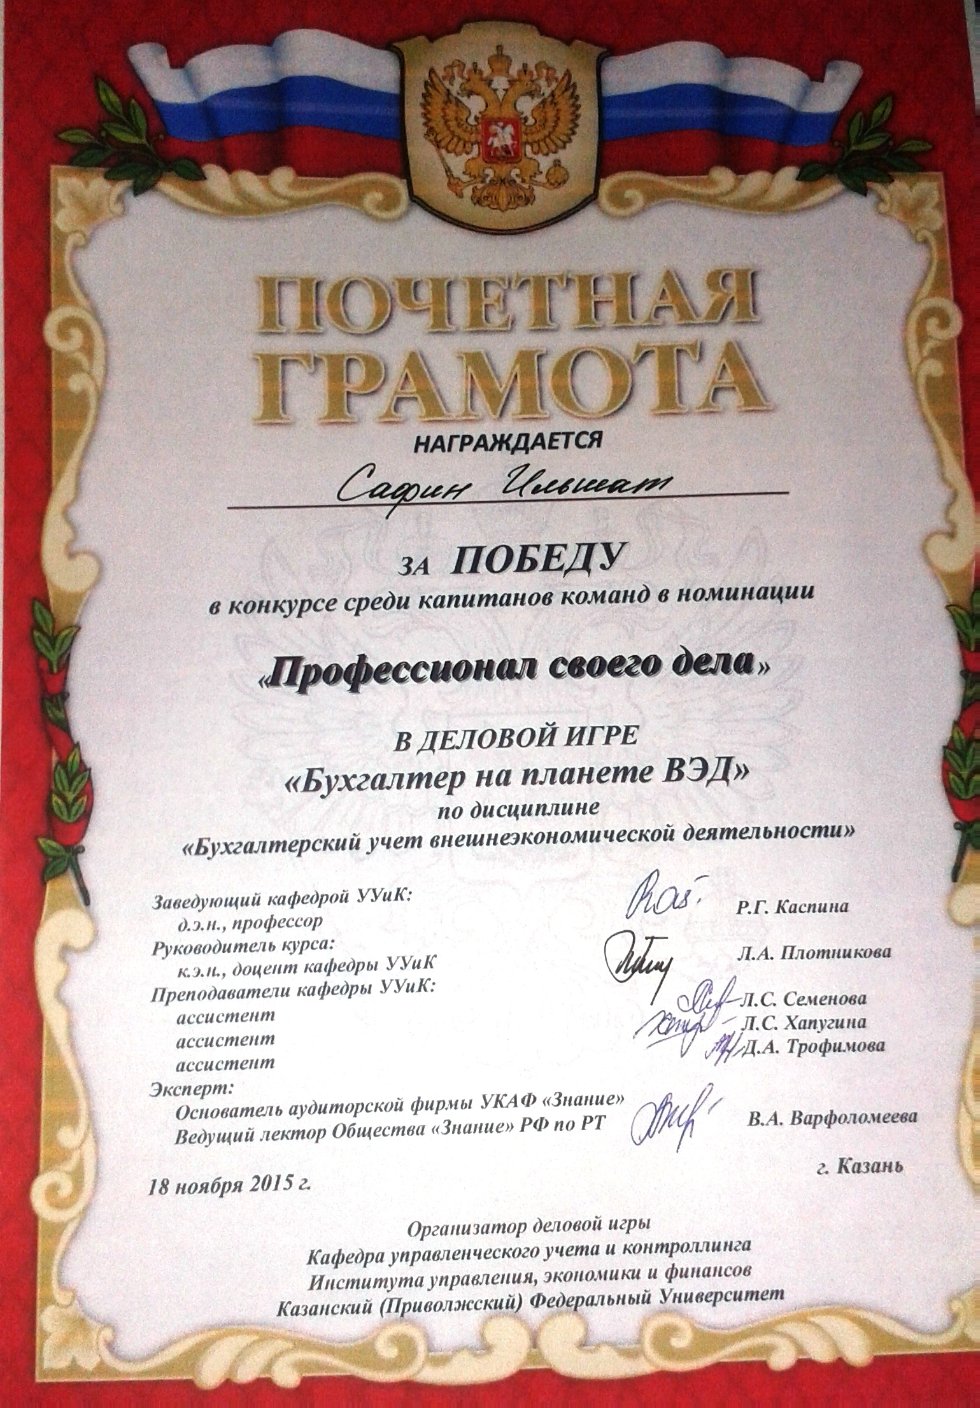 ПОЧЕТНАЯ
ГРАМОТА
НАГРАЖДАЕТСЯ
Сафин Ильшат
ЗА ПОБЕДУ
в конкурсе среди капитанов команд в номинации
«Профессионал своего дела»
В ДЕЛОВОЙ ИГРЕ
«Бухгалтер на планете ВЭД»
по дисциплине
«Бухгалтерский учет внешнеэкономической деятельности»
Заведующий кафедрой УУиК:
д.э.н., профессор Р.Г. Каспина
Руководитель курса:
к.э.н., доцент кафедры УУиК Л.А. Плотникова
Преподаватели кафедры УУиК:
ассистент Л.С. Семенова
ассистент Л.С. Хапугина
ассистент Д.А. Трофимова
Эксперт:
Основатель аудиторской фирмы УКАФ «Знание»
Ведущий лектор Общества «Знание» РФ по РТ В.А. Варфоломеева
18 ноября 2015 г. г. Казань
Организатор деловой игры
Кафедра управленческого учета и контроллинга
Института управления, экономики и финансов
Казанский (Приволжский) Федеральный Университет